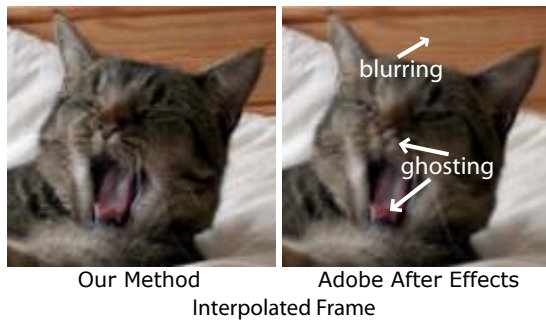 blurring
ghosting
Our Method
Adobe After Effects
Interpolated Frame